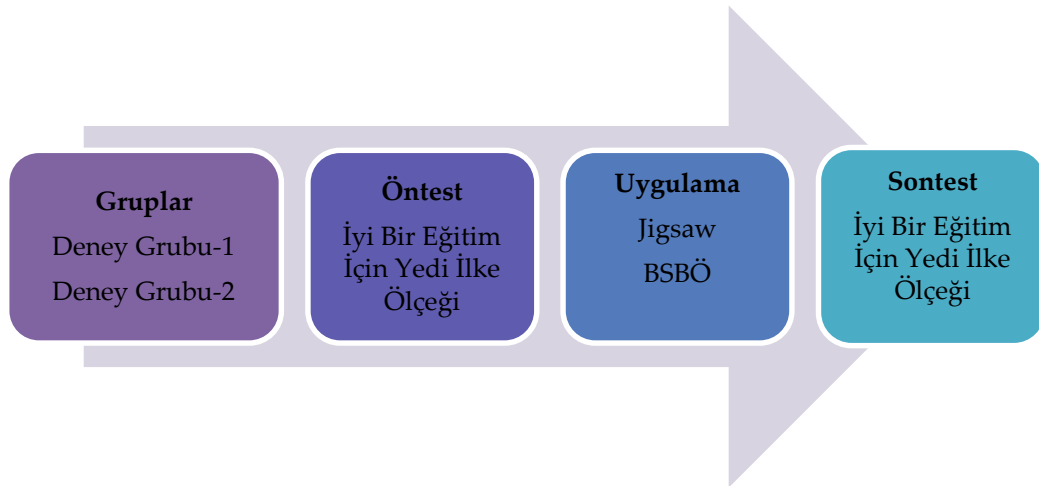 Gruplar
Deney Grubu-1
Deney Grubu-2
Öntest
İyi Bir Eğitim
İçin Yedi İlke
Ölçeği
Uygulama
Jigsaw
BSBÖ
Sontest
İyi Bir Eğitim
İçin Yedi İlke
Ölçeği